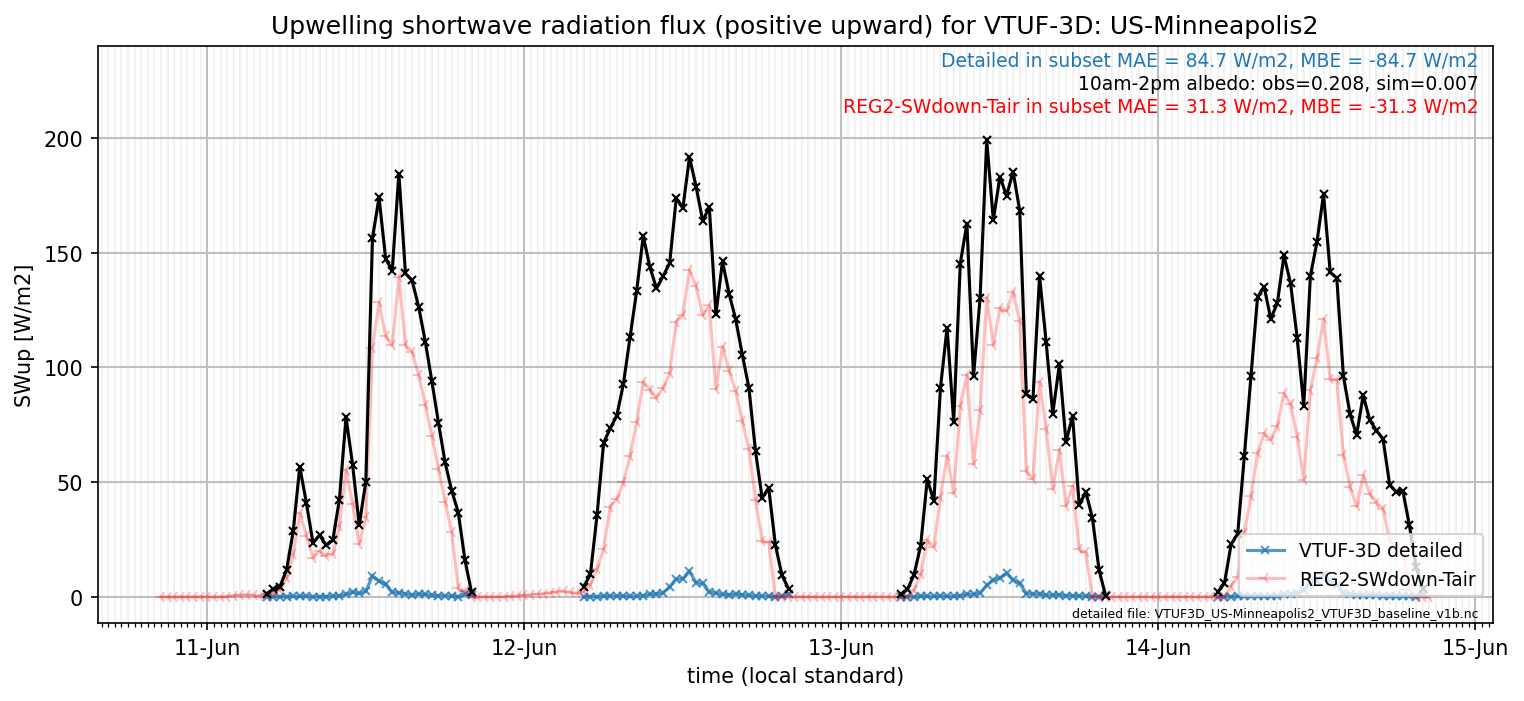 Upwelling shortwave radiation flux (positive upward) for VTUF-3D: US-Minneapolis2
Detailed in subset MAE = 84.7 W/m2, MBE = -84.7 W/m2
10am-2pm albedo: obs=0.208, sim=0.007
REG2-SWdown-Tair in subset MAE = 31.3 W/m2, MBE = -31.3 W/m2
SWup [W/m2]
200
150
100
50
0
VTUF-3D detailed
REG2-SWdown-Tair
detailed file: VTUF3D_US-Minneapolis2_VTUF3D_baseline_v1b.nc
11-Jun 12-Jun 13-Jun 14-Jun 15-Jun
time (local standard)